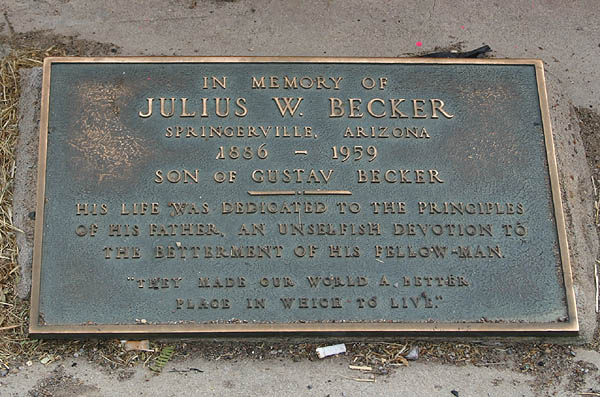 IN MEMORY OF
JULIUS W. BECKER
SPRINGERVILLE, ARIZONA
1886 – 1959
SON OF GUSTAV BECKER
HIS LIFE WAS DEDICATED TO THE PRINCIPLES
OF HIS FATHER, AN UNSELFISH DEVOTION TO
THE BETTERMENT OF HIS FELLOW-MAN.
"THEY MADE OUR WORLD A BETTER
PLACE IN WHICH TO LIVE."